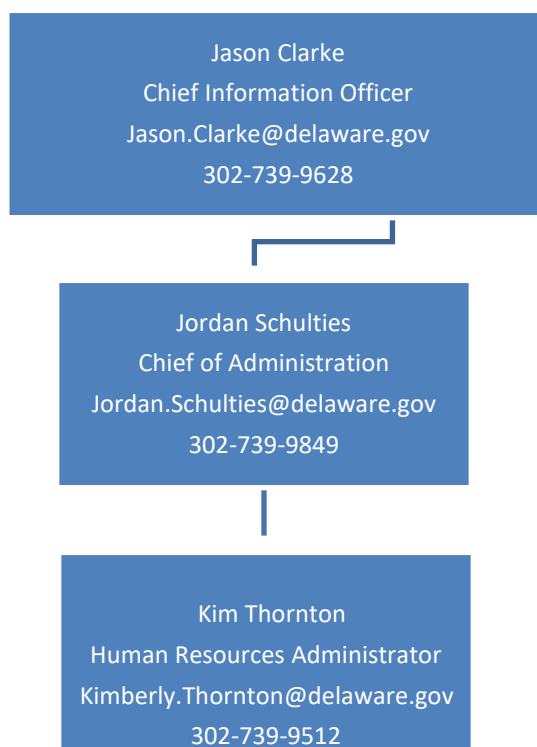 Jason Clarke
Chief Information Officer
Jason.Clarke@delaware.gov
302-739-9628
Jordan Schulties
Chief of Administration
Jordan.Schulties@delaware.gov
302-739-9849
Kim Thornton
Human Resources Administrator
Kimberly.Thornton@delaware.gov
302-739-9512